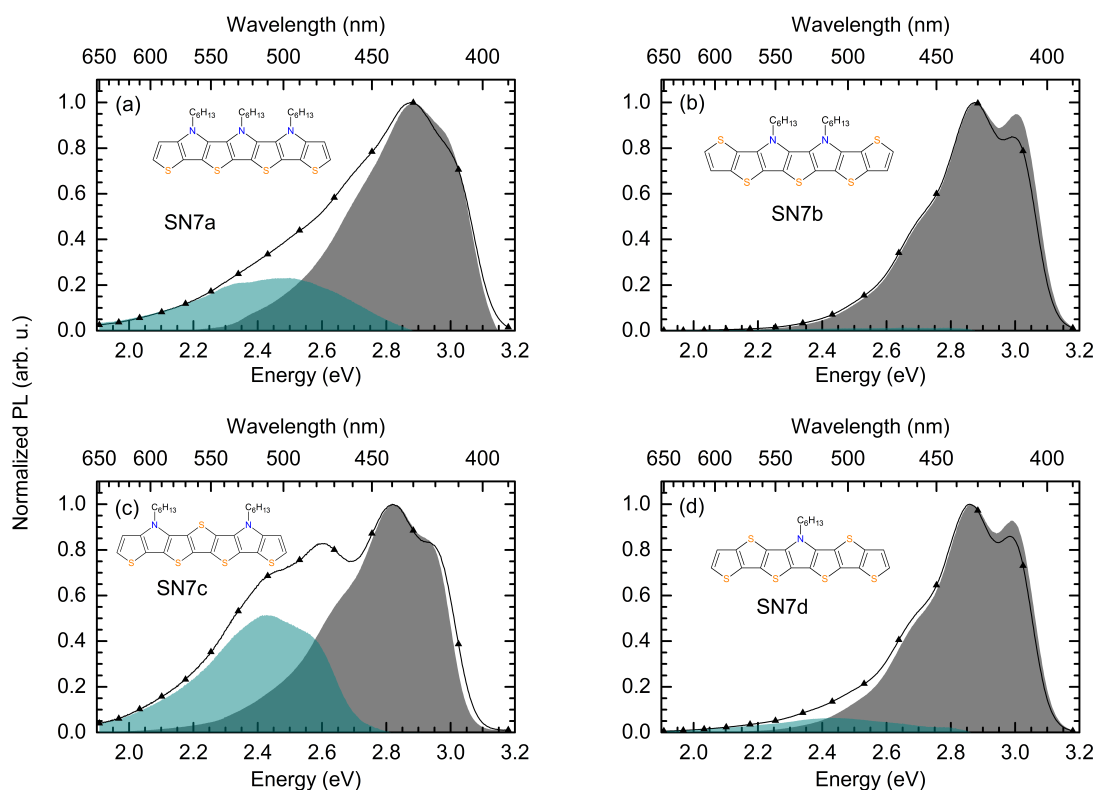 Wavelength (nm)
650 600 550 500 450 400
(a)
C6H13 C6H13 C6H13
N N N
S S S S
SN7a
1.0
0.8
0.6
0.4
0.2
0.0
2.0 2.2 2.4 2.6 2.8 3.0 3.2
Energy (eV)
Wavelength (nm)
650 600 550 500 450 400
(b)
C6H13 C6H13
S N N S
S S S
SN7b
1.0
0.8
0.6
0.4
0.2
0.0
2.0 2.2 2.4 2.6 2.8 3.0 3.2
Energy (eV)
Normalized PL (arb. u.)
Wavelength (nm)
650 600 550 500 450 400
(c)
C6H13 C6H13
N S N
S S S S
SN7c
1.0
0.8
0.6
0.4
0.2
0.0
2.0 2.2 2.4 2.6 2.8 3.0 3.2
Energy (eV)
Wavelength (nm)
650 600 550 500 450 400
(d)
C6H13
S N S
S S S S
SN7d
1.0
0.8
0.6
0.4
0.2
0.0
2.0 2.2 2.4 2.6 2.8 3.0 3.2
Energy (eV)